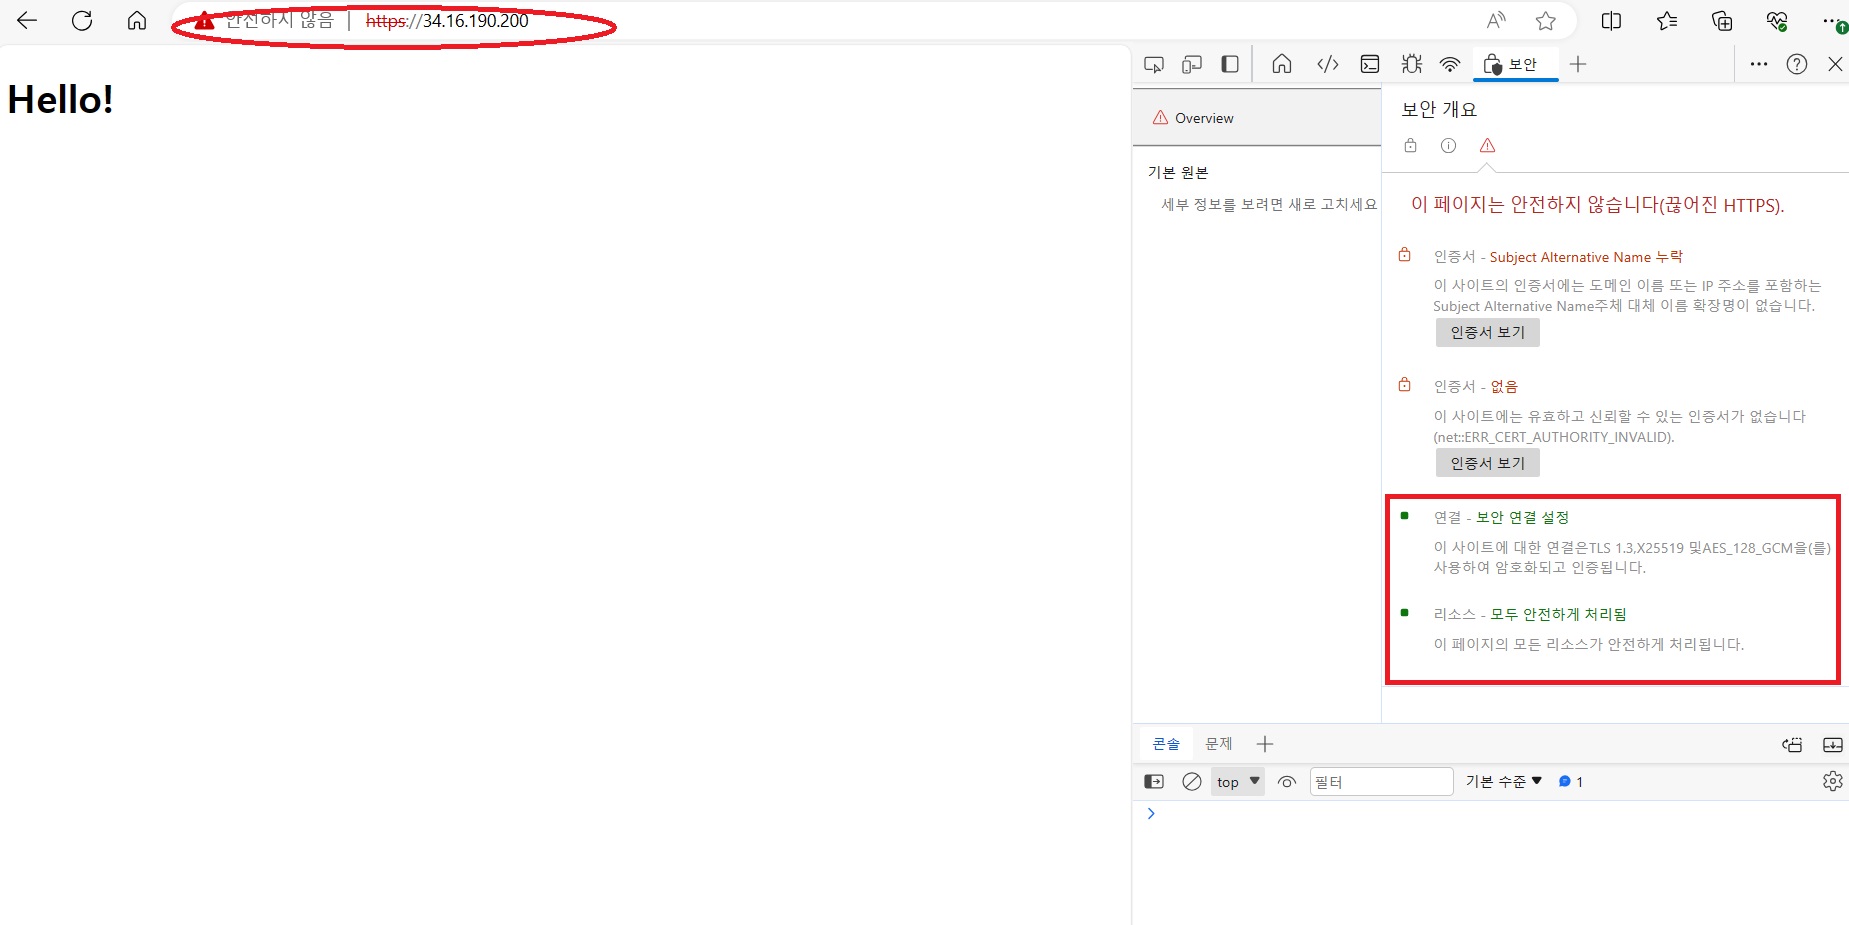 안전하지 않음 | https://34.16.190.200
Hello!
보안
Overview
기본 원본
세부 정보를 보려면 새로 고치세요
보안 개요
이 페이지는 안전하지 않습니다(끊어진 HTTPS).
인증서 - Subject Alternative Name 누락
이 사이트의 인증서에는 도메인 이름 또는 IP 주소를 포함하는
Subject Alternative Name주체 대체 이름 확장명이 없습니다.
인증서 보기
인증서 - 없음
이 사이트에는 유효하고 신뢰할 수 있는 인증서가 없습니다
(net::ERR_CERT_AUTHORITY_INVALID).
인증서 보기
연결 - 보안 연결 설정
이 사이트에 대한 연결은TLS 1.3,X25519 및AES_128_GCM을(를)
사용하여 암호화되고 인증됩니다.
리소스 - 모두 안전하게 처리됨
이 페이지의 모든 리소스가 안전하게 처리됩니다.
콘솔 문제
top 필터 기본 수준 1